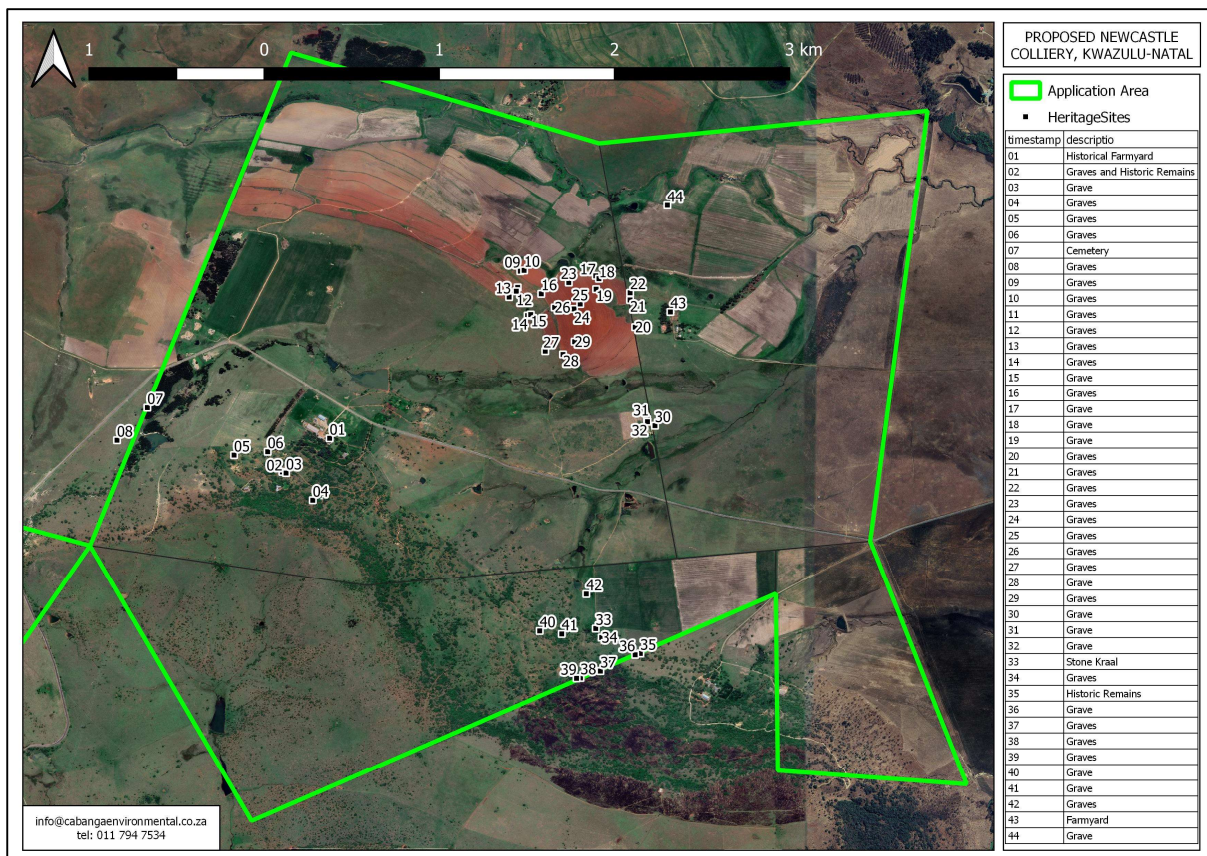 1 0 1 2 3 km
44
09 10 23 17 18
13 16 22
12 25 19 21 43
14 15 26 24 20
27 29
28
07 31 30
08 01 32
05 06
02 03
04
42
40 41 33
34
36 35
39 38 37
info@cabangaenvironmental.co.za
tel: 011 794 7534
PROPOSED NEWCASTLE
COLLIERY, KWAZULU-NATAL
Application Area
HeritageSites
timestamp descriptio
01 Historical Farmyard
02 Graves and Historic Remains
03 Grave
04 Graves
05 Graves
06 Graves
07 Cemetery
08 Graves
09 Graves
10 Graves
11 Graves
12 Graves
13 Graves
14 Graves
15 Grave
16 Graves
17 Grave
18 Grave
19 Grave
20 Graves
21 Graves
22 Graves
23 Graves
24 Graves
25 Graves
26 Graves
27 Graves
28 Grave
29 Graves
30 Grave
31 Grave
32 Grave
33 Stone Kraal
34 Graves
35 Historic Remains
36 Grave
37 Graves
38 Graves
39 Graves
40 Grave
41 Grave
42 Graves
43 Farmyard
44 Grave